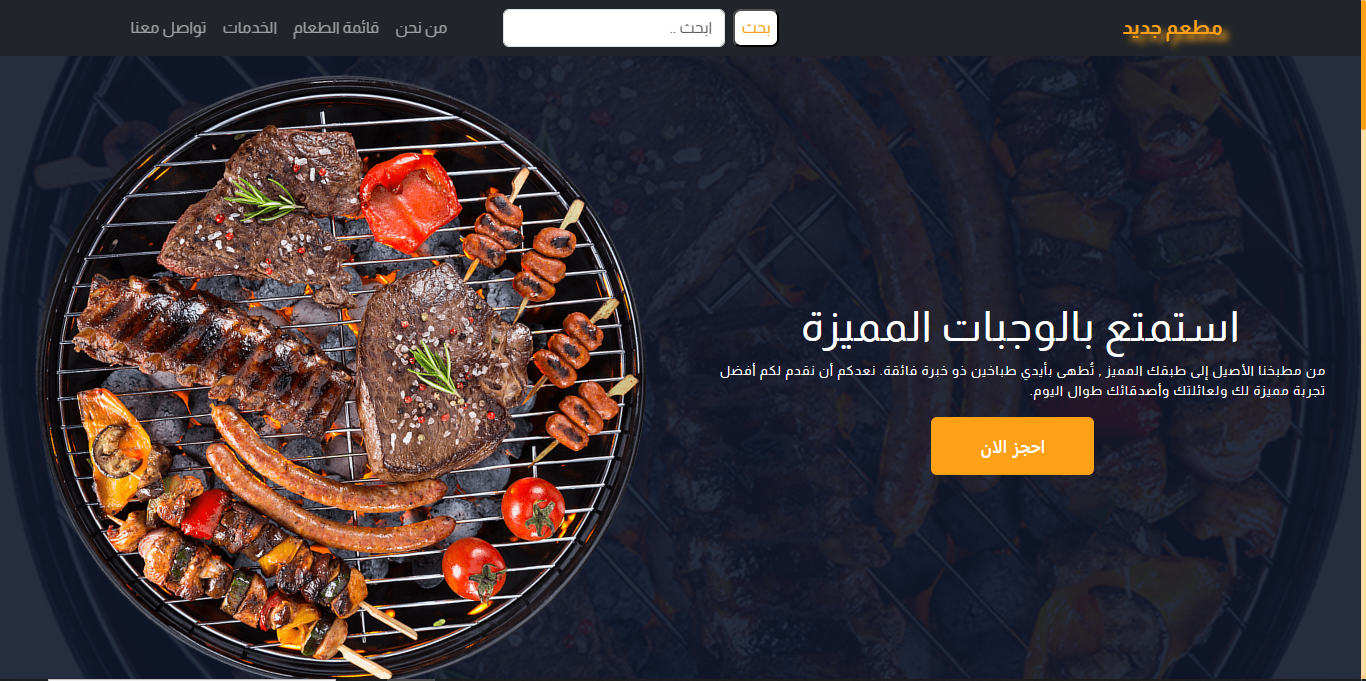 مطعم جديد
بحث
ابحث ..
من نحن
قائمة الطعام
الخدمات
تواصل معنا
استمتع بالوجبات المميزة
من مطبخنا الأصيل إلى طبقك المميز , تُطهى بأيدي طباخين ذو خبرة فائقة. نعدكم أن نقدم لكم أفضل
تجربة مميزة لك ولعائلتك وأصدقائك طوال اليوم.
احجز الان